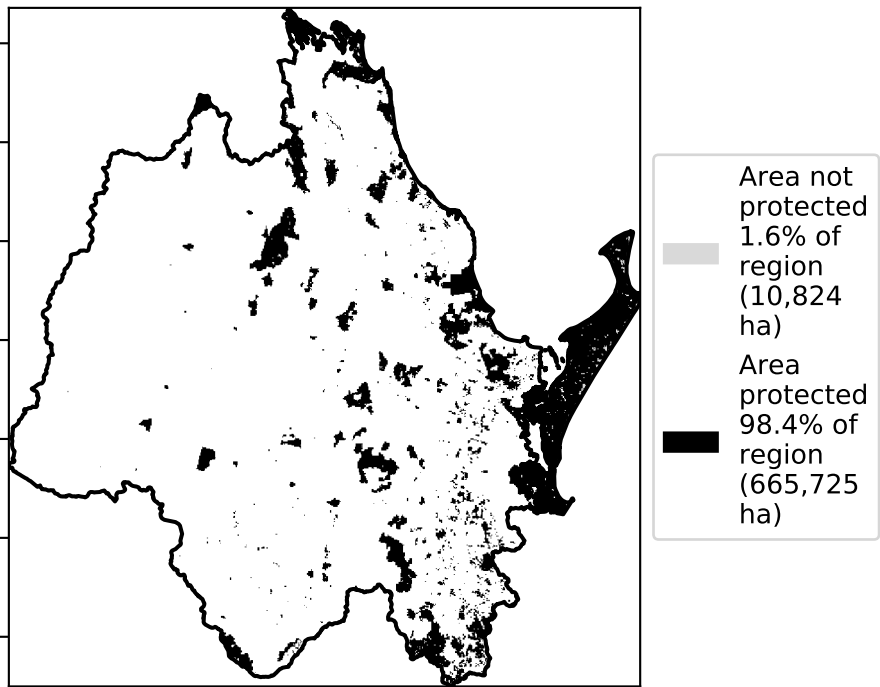 Area not
protected
1.6% of
region
(10,824
ha)
Area
protected
98.4% of
region
(665,725
ha)